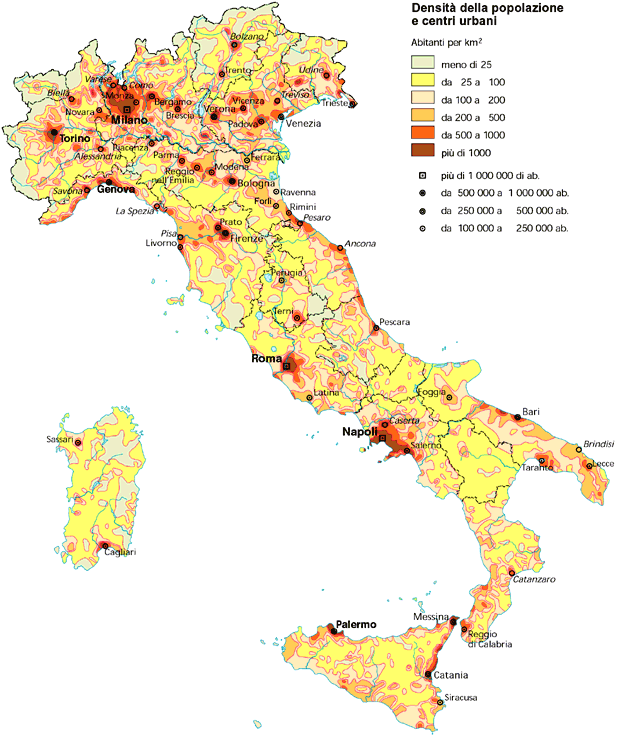 Densità della popolazione
e centri urbani
Abitanti per km²
meno di 25
da 25 a 100
da 100 a 200
da 200 a 500
da 500 a 1000
più di 1000
più di 1 000 000 di ab.
da 500 000 a 1 000 000 ab.
da 250 000 a 500 000 ab.
da 100 000 a 250 000 ab.
Bolzano
Trento
Udine
Varese
Como
Biella
Monza
Bergamo
Treviso
Vicenza
Trieste
Novara
Milano
Brescia
Verona
Padova
Venezia
Torino
Piacenza
Alessandria
Parma
Ferrara
Reggio
nell'Emilia
Modena
Savona
Genova
Bologna
Ravenna
Forlì
Rimini
La Spezia
Pesaro
Prato
Pisa
Firenze
Livorno
Ancona
Perugia
Terni
Pescara
Roma
Latina
Foggia
Bari
Caserta
Napoli
Salerno
Brindisi
Taranto
Lecce
Sassari
Cagliari
Catanzaro
Messina
Palermo
Reggio
di Calabria
Catania
Siracusa